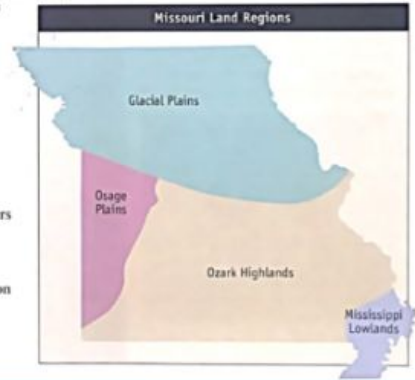 Missouri Land Regions
Glacial Plains
Osage
Plains
Ozark Highlands
Mississippi
Lowlands